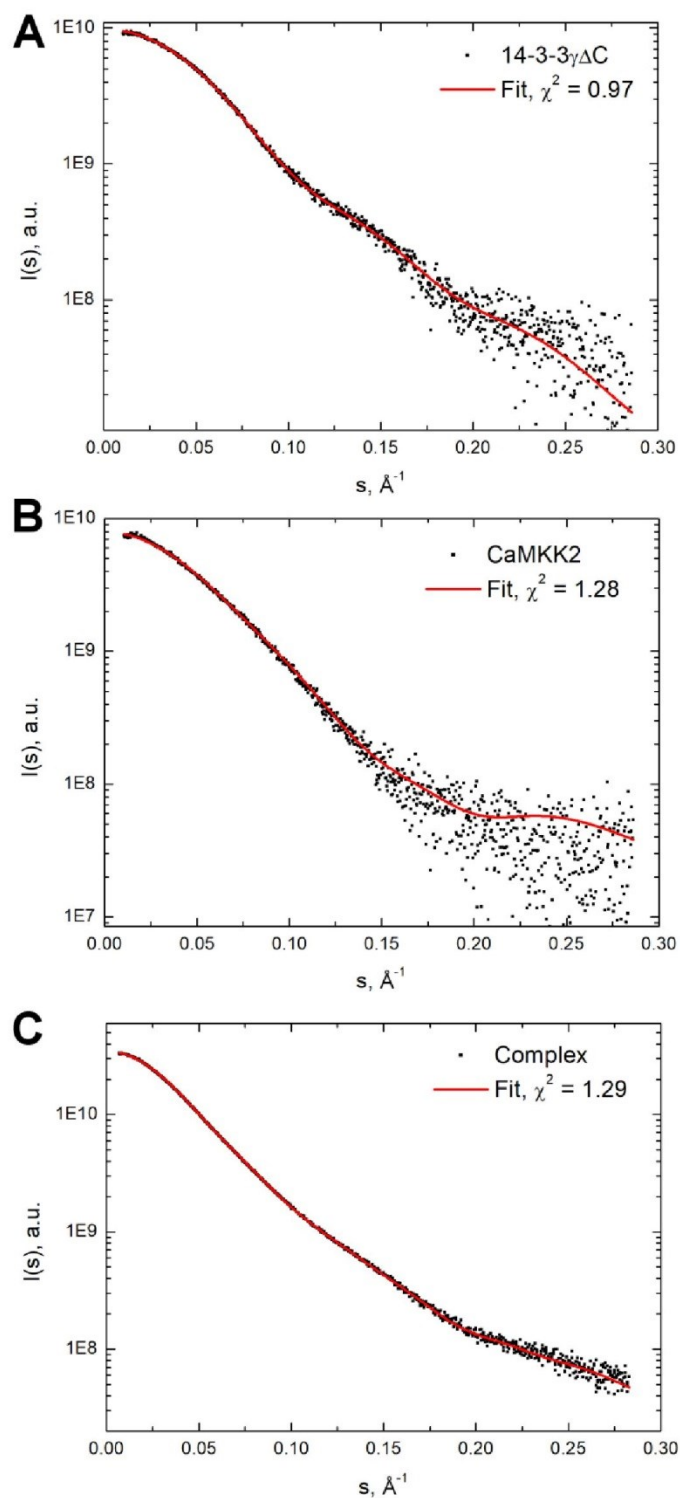 A
1E10
14-3-3γΔC
Fit, χ² = 0.97
1E9
I(s), a.u.
1E8
0.00 0.05 0.10 0.15 0.20 0.25 0.30
s, Å⁻¹
B
1E10
CaMKK2
Fit, χ² = 1.28
1E9
I(s), a.u.
1E8
1E7
0.00 0.05 0.10 0.15 0.20 0.25 0.30
s, Å⁻¹
C
Complex
Fit, χ² = 1.29
1E10
I(s), a.u.
1E9
1E8
0.00 0.05 0.10 0.15 0.20 0.25 0.30
s, Å⁻¹